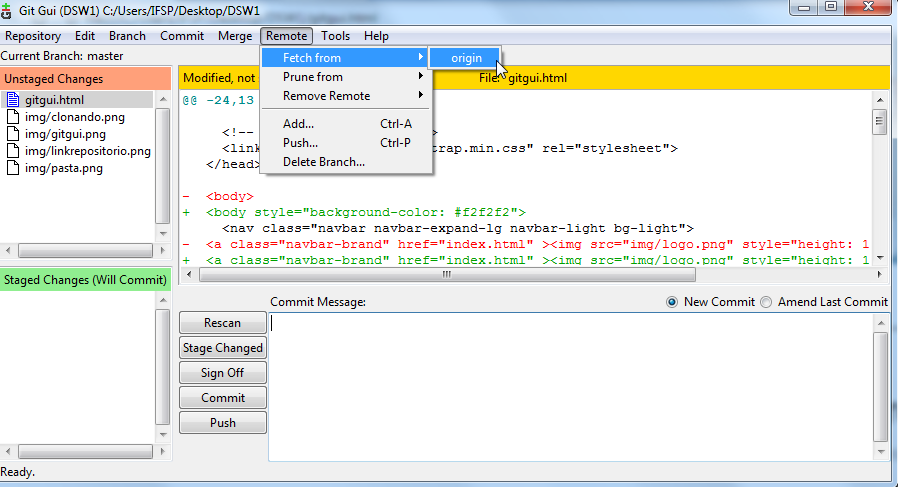 Git Gui (DSW1) C:/Users/IFSP/Desktop/DSW1
Repository Edit Branch Commit Merge Remote Tools Help
Current Branch: master
Unstaged Changes
gitgui.html
img/clonando.png
img/gitgui.png
img/linkrepositorio.png
img/pasta.png
Staged Changes (Will Commit)
Fetch from
origin
Prune from
Remove Remote
Add... Ctrl-A
Push... Ctrl-P
Delete Branch...
Modified, not File: gitgui.html
@@ -24,13
<!-- >
<link trap.min.css" rel="stylesheet">
</head>
- <body>
+ <body style="background-color: #f2f2f2">
<nav class="navbar navbar-expand-lg navbar-light bg-light">
- <a class="navbar-brand" href="index.html" ><img src="img/logo.png" style="height: 1
+ <a class="navbar-brand" href="index.html" ><img src="img/logo.png" style="height: 1
Commit Message:
New Commit
Amend Last Commit
Rescan
Stage Changed
Sign Off
Commit
Push
Ready.